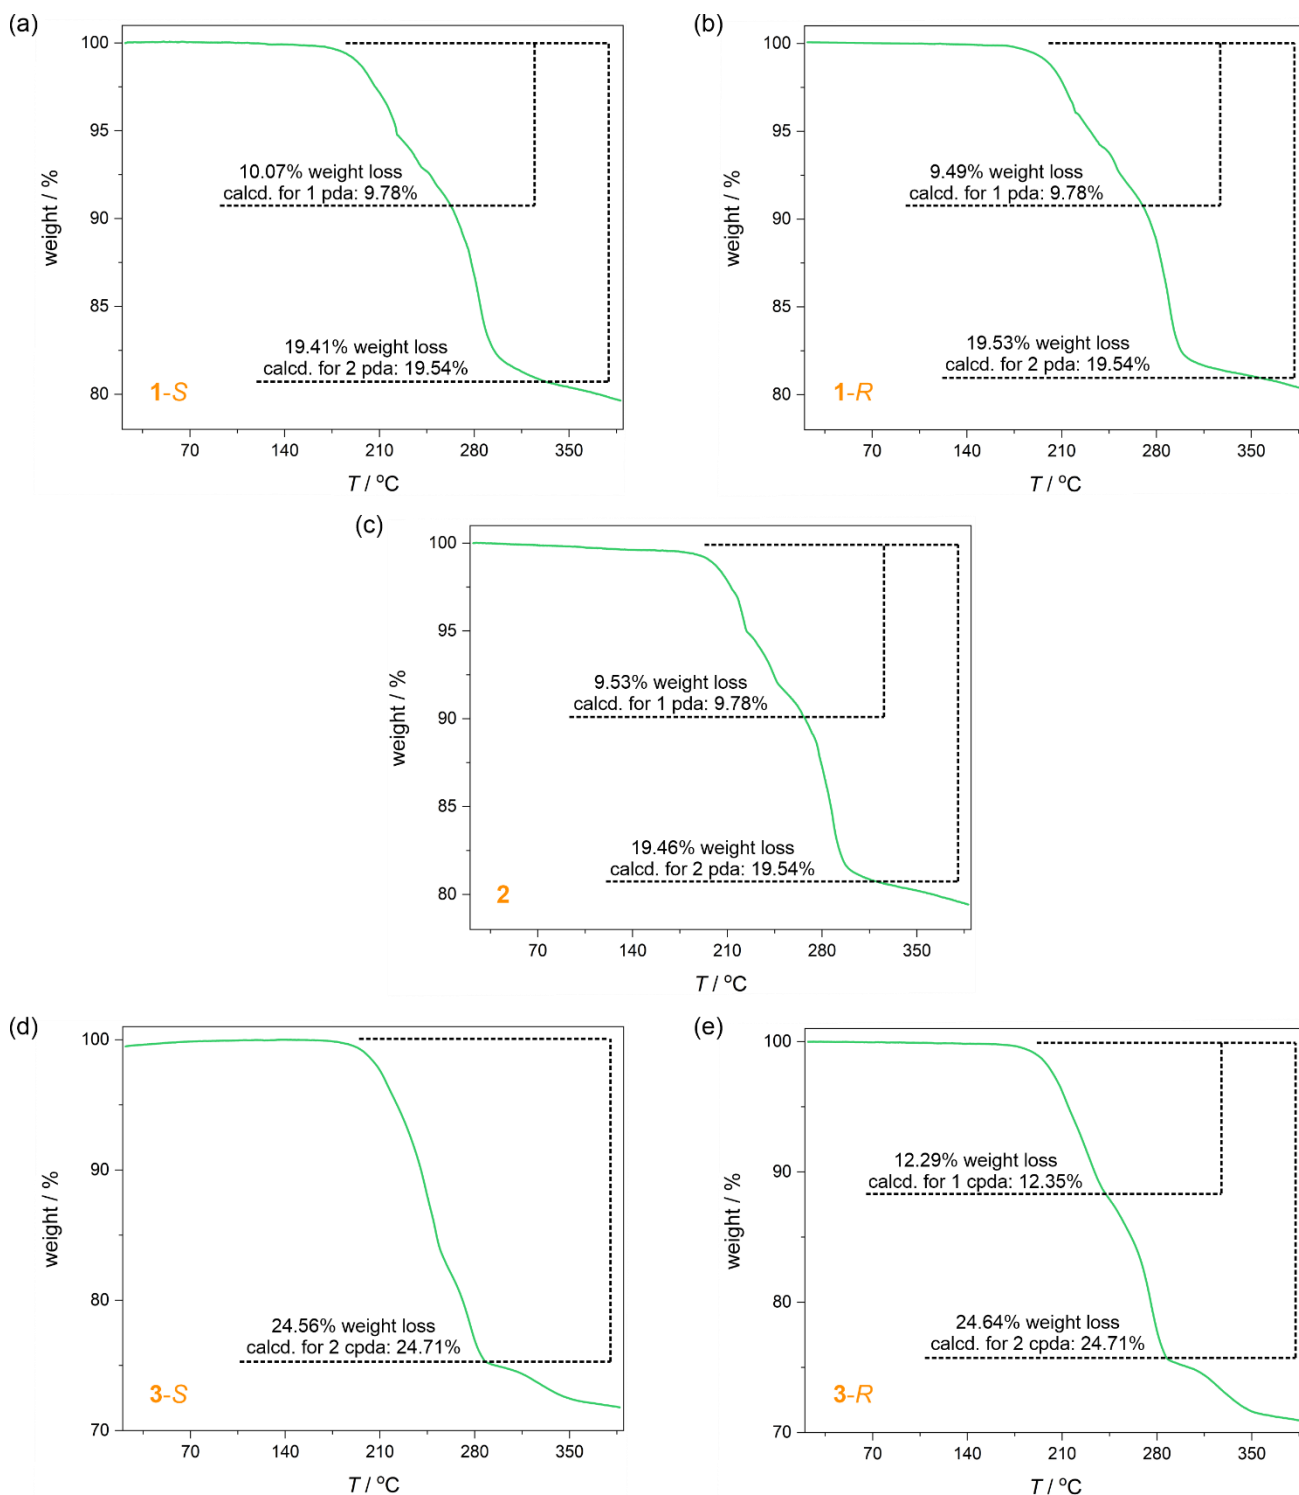 (a)
100
95
90
85
80
weight / %
10.07% weight loss
calcd. for 1 pda: 9.78%
19.41% weight loss
calcd. for 2 pda: 19.54%
1-S
70 140 210 280 350
T / °C
(b)
100
95
90
85
80
weight / %
9.49% weight loss
calcd. for 1 pda: 9.78%
19.53% weight loss
calcd. for 2 pda: 19.54%
1-R
70 140 210 280 350
T / °C
(c)
100
95
90
85
80
weight / %
9.53% weight loss
calcd. for 1 pda: 9.78%
19.46% weight loss
calcd. for 2 pda: 19.54%
2
70 140 210 280 350
T / °C
(d)
100
90
80
70
weight / %
24.56% weight loss
calcd. for 2 cpda: 24.71%
3-S
70 140 210 280 350
T / °C
(e)
100
90
80
70
weight / %
12.29% weight loss
calcd. for 1 cpda: 12.35%
24.64% weight loss
calcd. for 2 cpda: 24.71%
3-R
70 140 210 280 350
T / °C